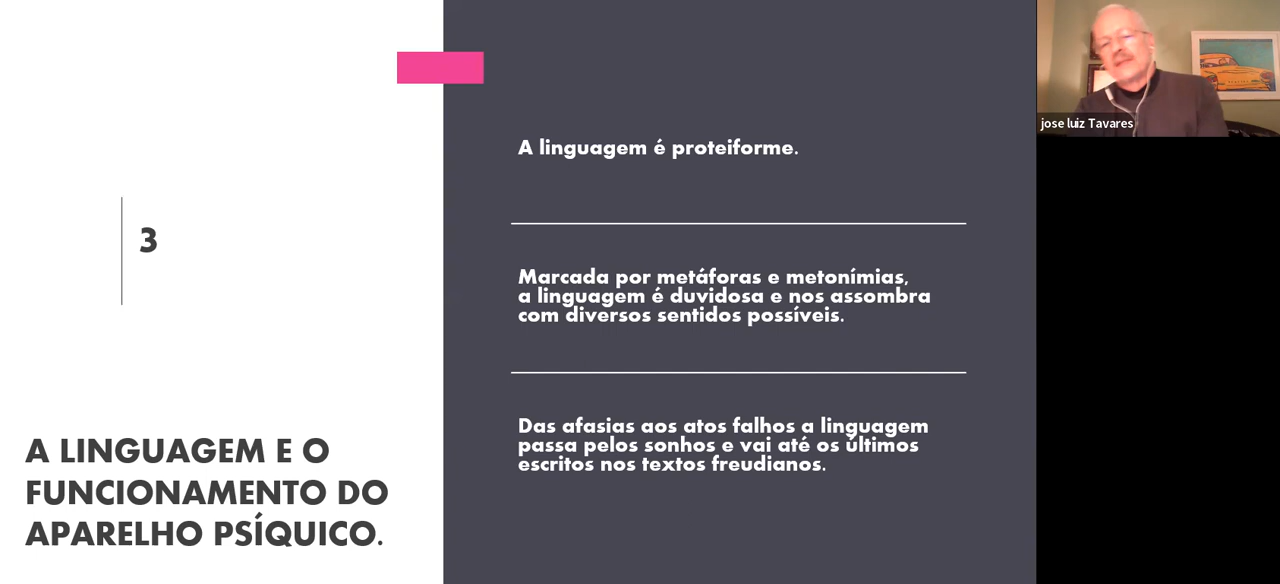 3
A LINGUAGEM E O
FUNCIONAMENTO DO
APARELHO PSÍQUICO.
A linguagem é proteiforme.
Marcada por metáforas e metonímias,
a linguagem é duvidosa e nos assombra
com diversos sentidos possíveis.
Das afasias aos atos falhos a linguagem
passa pelos sonhos e vai até os últimos
escritos nos textos freudianos.
jose luiz Tavares